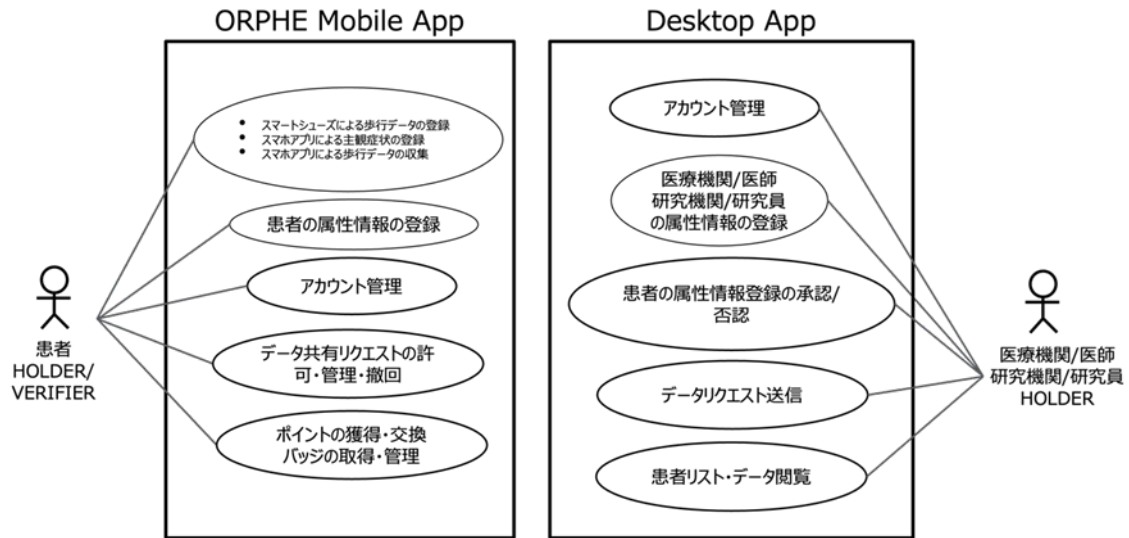 ORPHE Mobile App
• スマートシューズによる歩行データの登録
• スマホアプリによる主観症状の登録
• スマホアプリによる歩行データの収集
患者の属性情報の登録
アカウント管理
データ共有リクエストの許
可・管理・撤回
ポイントの獲得・交換
バッジの取得・管理
患者
HOLDER/
VERIFIER
Desktop App
アカウント管理
医療機関/医師
研究機関/研究員
の属性情報の登録
患者の属性情報登録の承認/
否認
データリクエスト送信
患者リスト・データ閲覧
医療機関/医師
研究機関/研究員
HOLDER